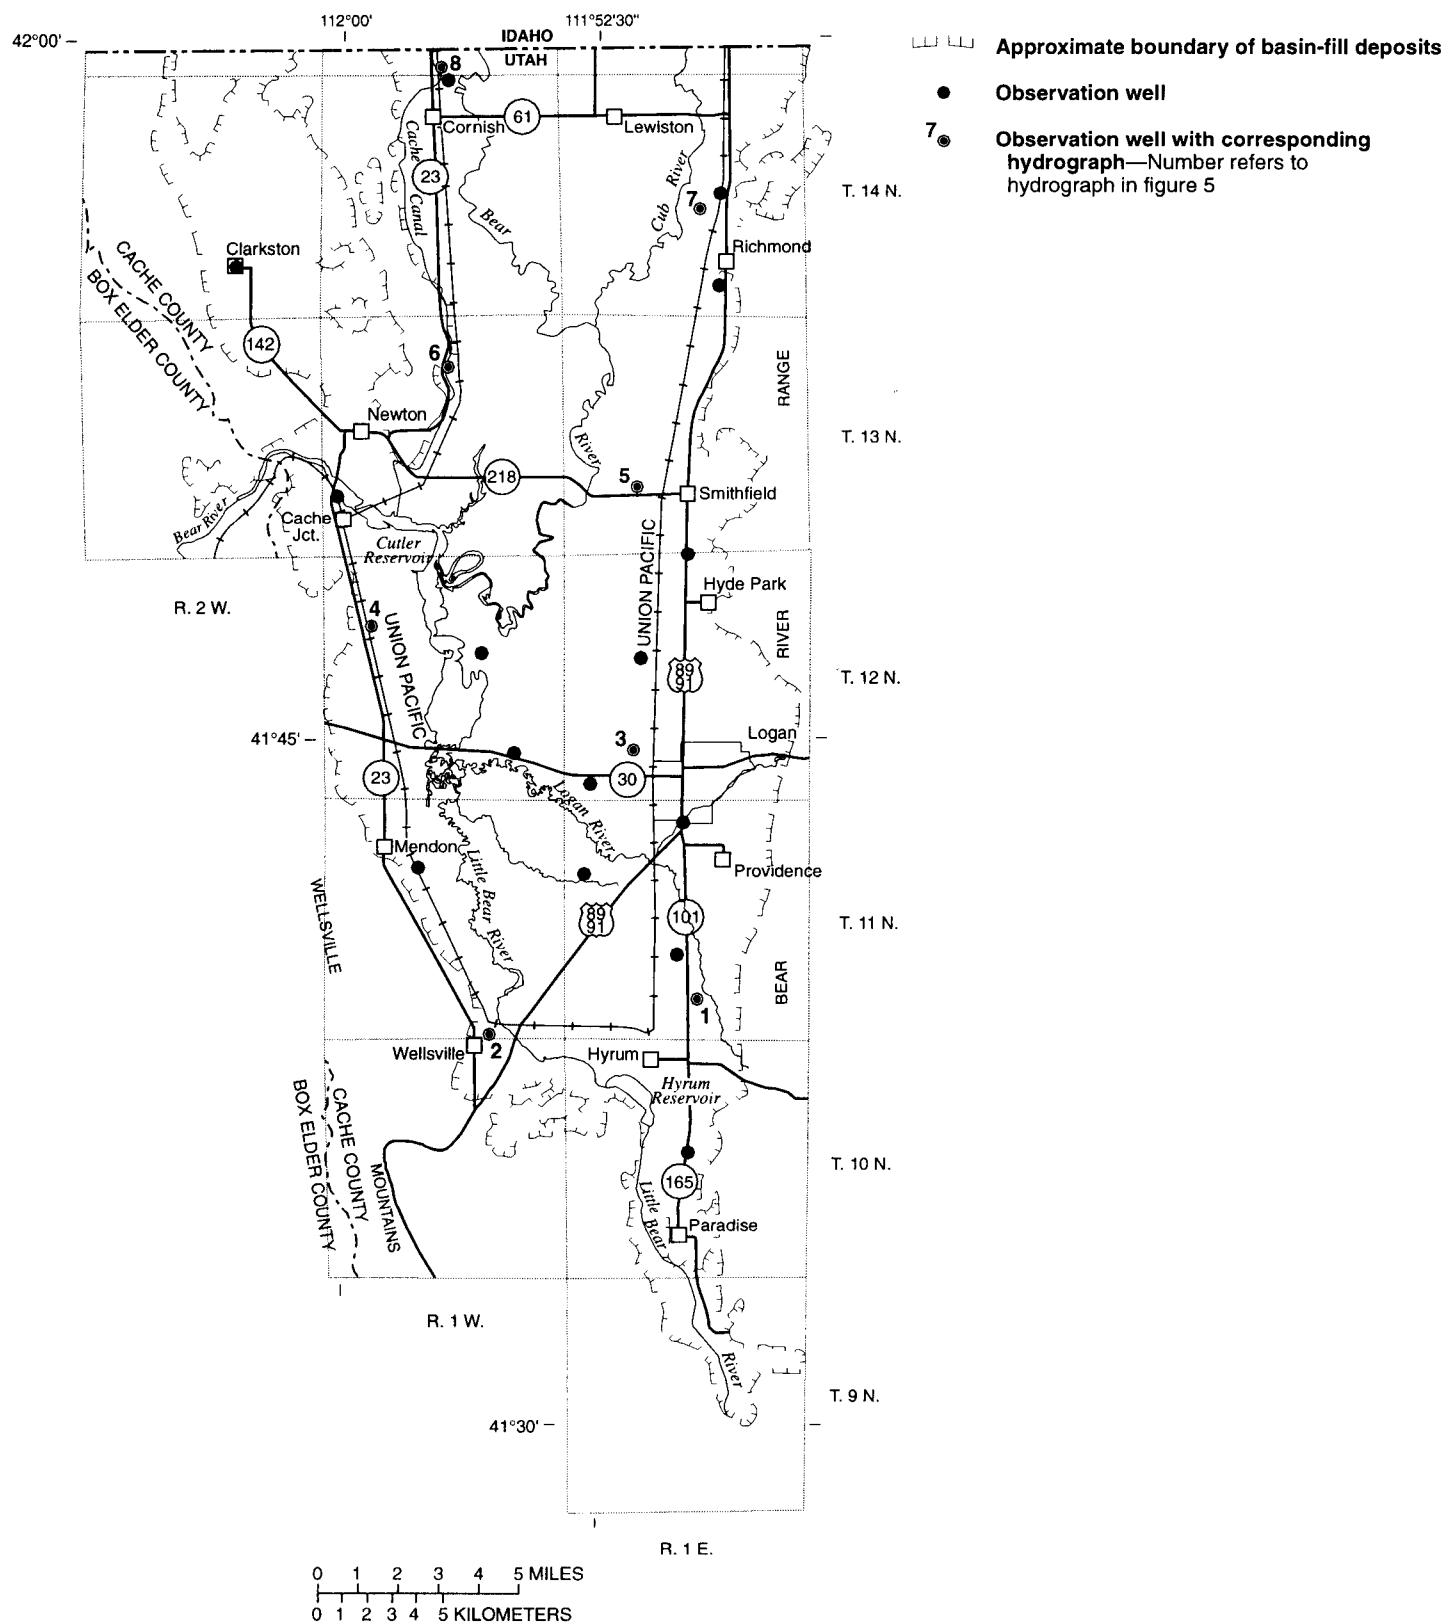 112°00'
111°52'30"
42°00'
IDAHO
UTAH
Approximate boundary of basin-fill deposits
Observation well
7
Observation well with corresponding
hydrograph—Number refers to
hydrograph in figure 5
8
Cornish
61
Lewiston
Cache
Canal
23
Bear
Cub
River
7
T. 14 N.
Richmond
Clarkston
CACHE COUNTY
BOX ELDER COUNTY
142
6
RANGE
Newton
T. 13 N.
River
218
5
Smithfield
Bear River
Cache
Jct.
Cutler
Reservoir
UNION PACIFIC
Hyde Park
R. 2 W.
4
UNION PACIFIC
RIVER
89
91
T. 12 N.
41°45'
3
Logan
23
30
Logan River
Mendon
Little Bear River
Providence
WELLSVILLE
89
91
101
T. 11 N.
BEAR
1
2
Wellsville
Hyrum
Hyrum
Reservoir
BOX ELDER COUNTY
CACHE COUNTY
MOUNTAINS
T. 10 N.
165
Little Bear
Paradise
R. 1 W.
River
T. 9 N.
41°30'
R. 1 E.
0 1 2 3 4 5 MILES
0 1 2 3 4 5 KILOMETERS